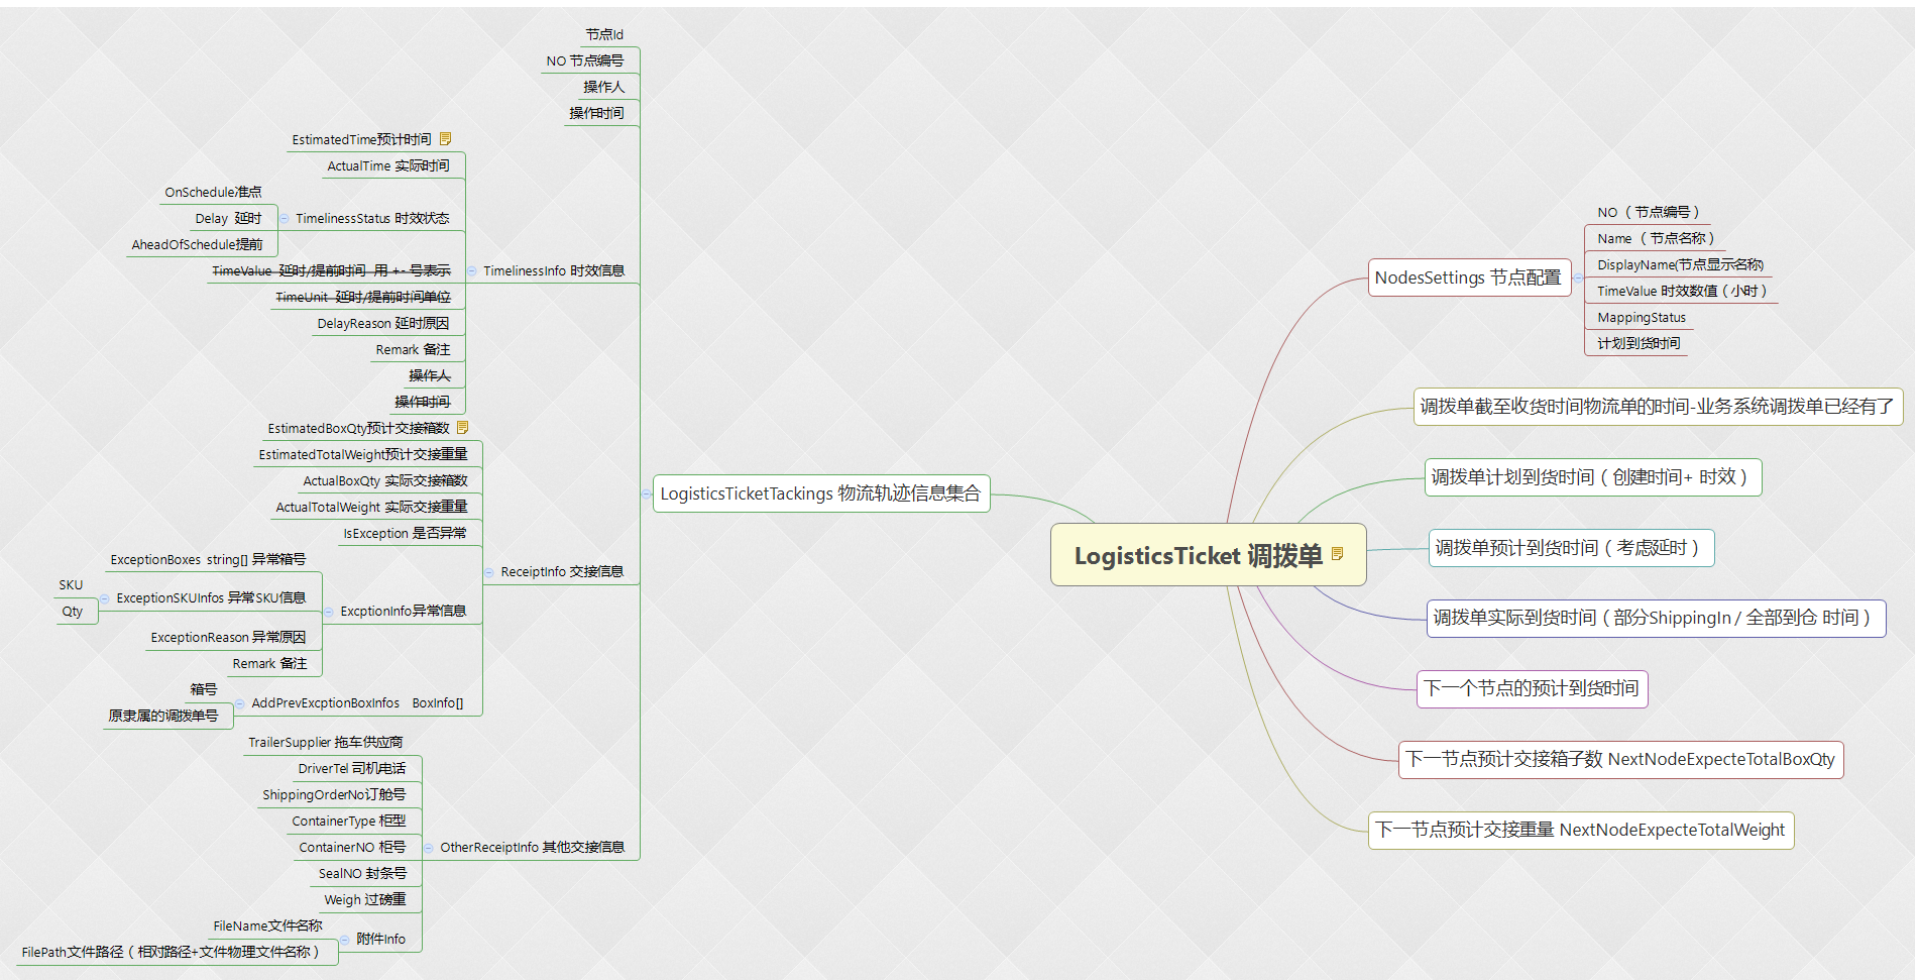 节点Id
NO 节点编号
操作人
操作时间
EstimatedTime预计时间
ActualTime 实际时间
OnSchedule准点
Delay 延时
AheadOfSchedule提前
TimelinessStatus 时效状态
TimeValue 延时/提前时间 用 +- 号表示
TimeUnit 延时/提前时间单位
DelayReason 延时原因
Remark 备注
操作人
操作时间
TimelinessInfo 时效信息
EstimatedBoxQty预计交接箱数
EstimatedTotalWeight预计交接重量
ActualBoxQty 实际交接箱数
ActualTotalWeight 实际交接重量
IsException 是否异常
ExceptionBoxes string[] 异常箱号
SKU
Qty
ExceptionSKUInfos 异常SKU信息
ExceptionReason 异常原因
Remark 备注
ExcptionInfo异常信息
箱号
原隶属的调拨单号
AddPrevExcptionBoxInfos BoxInfo[]
ReceiptInfo 交接信息
TrailerSupplier 拖车供应商
DriverTel 司机电话
ShippingOrderNo订舱号
ContainerType 柜型
ContainerNO 柜号
SealNO 封条号
Weigh 过磅重
FileName文件名称
FilePath文件路径（相对路径+文件物理文件名称）
附件Info
OtherReceiptInfo 其他交接信息
LogisticsTicketTackings 物流轨迹信息集合
LogisticsTicket 调拨单
NodesSettings 节点配置
NO （节点编号）
Name （节点名称）
DisplayName(节点显示名称)
TimeValue 时效数值（小时）
MappingStatus
计划到货时间
调拨单截至收货时间物流单的时间-业务系统调拨单已经有了
调拨单计划到货时间（创建时间+ 时效）
调拨单预计到货时间（考虑延时）
调拨单实际到货时间（部分ShippingIn / 全部到仓 时间）
下一个节点的预计到货时间
下一节点预计交接箱子数 NextNodeExpecteTotalBoxQty
下一节点预计交接重量 NextNodeExpecteTotalWeight